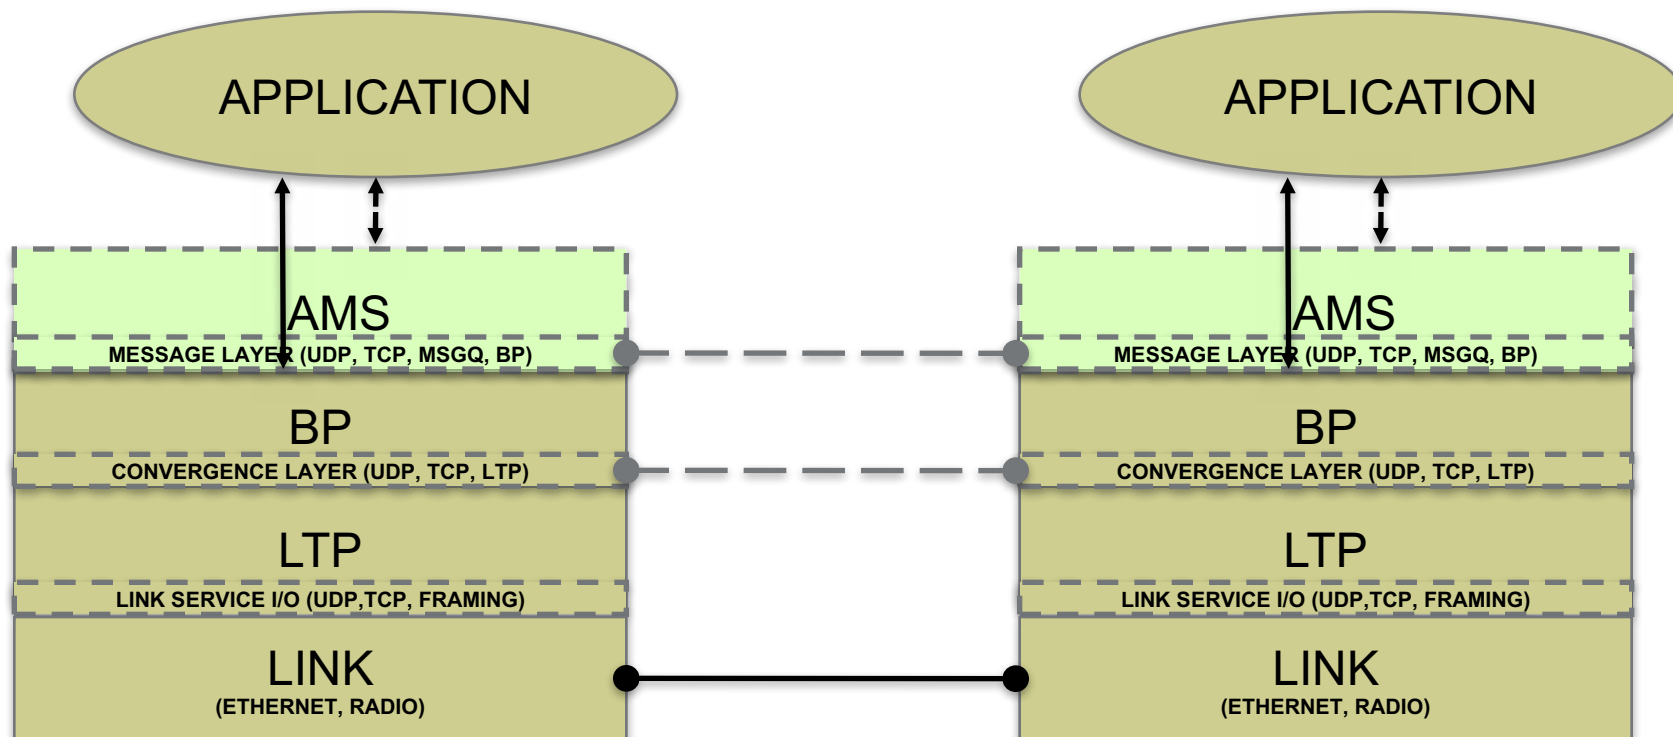 APPLICATION
AMS
MESSAGE LAYER (UDP, TCP, MSGQ, BP)
BP
CONVERGENCE LAYER (UDP, TCP, LTP)
LTP
LINK SERVICE I/O (UDP,TCP, FRAMING)
LINK
(ETHERNET, RADIO)
APPLICATION
AMS
MESSAGE LAYER (UDP, TCP, MSGQ, BP)
BP
CONVERGENCE LAYER (UDP, TCP, LTP)
LTP
LINK SERVICE I/O (UDP,TCP, FRAMING)
LINK
(ETHERNET, RADIO)